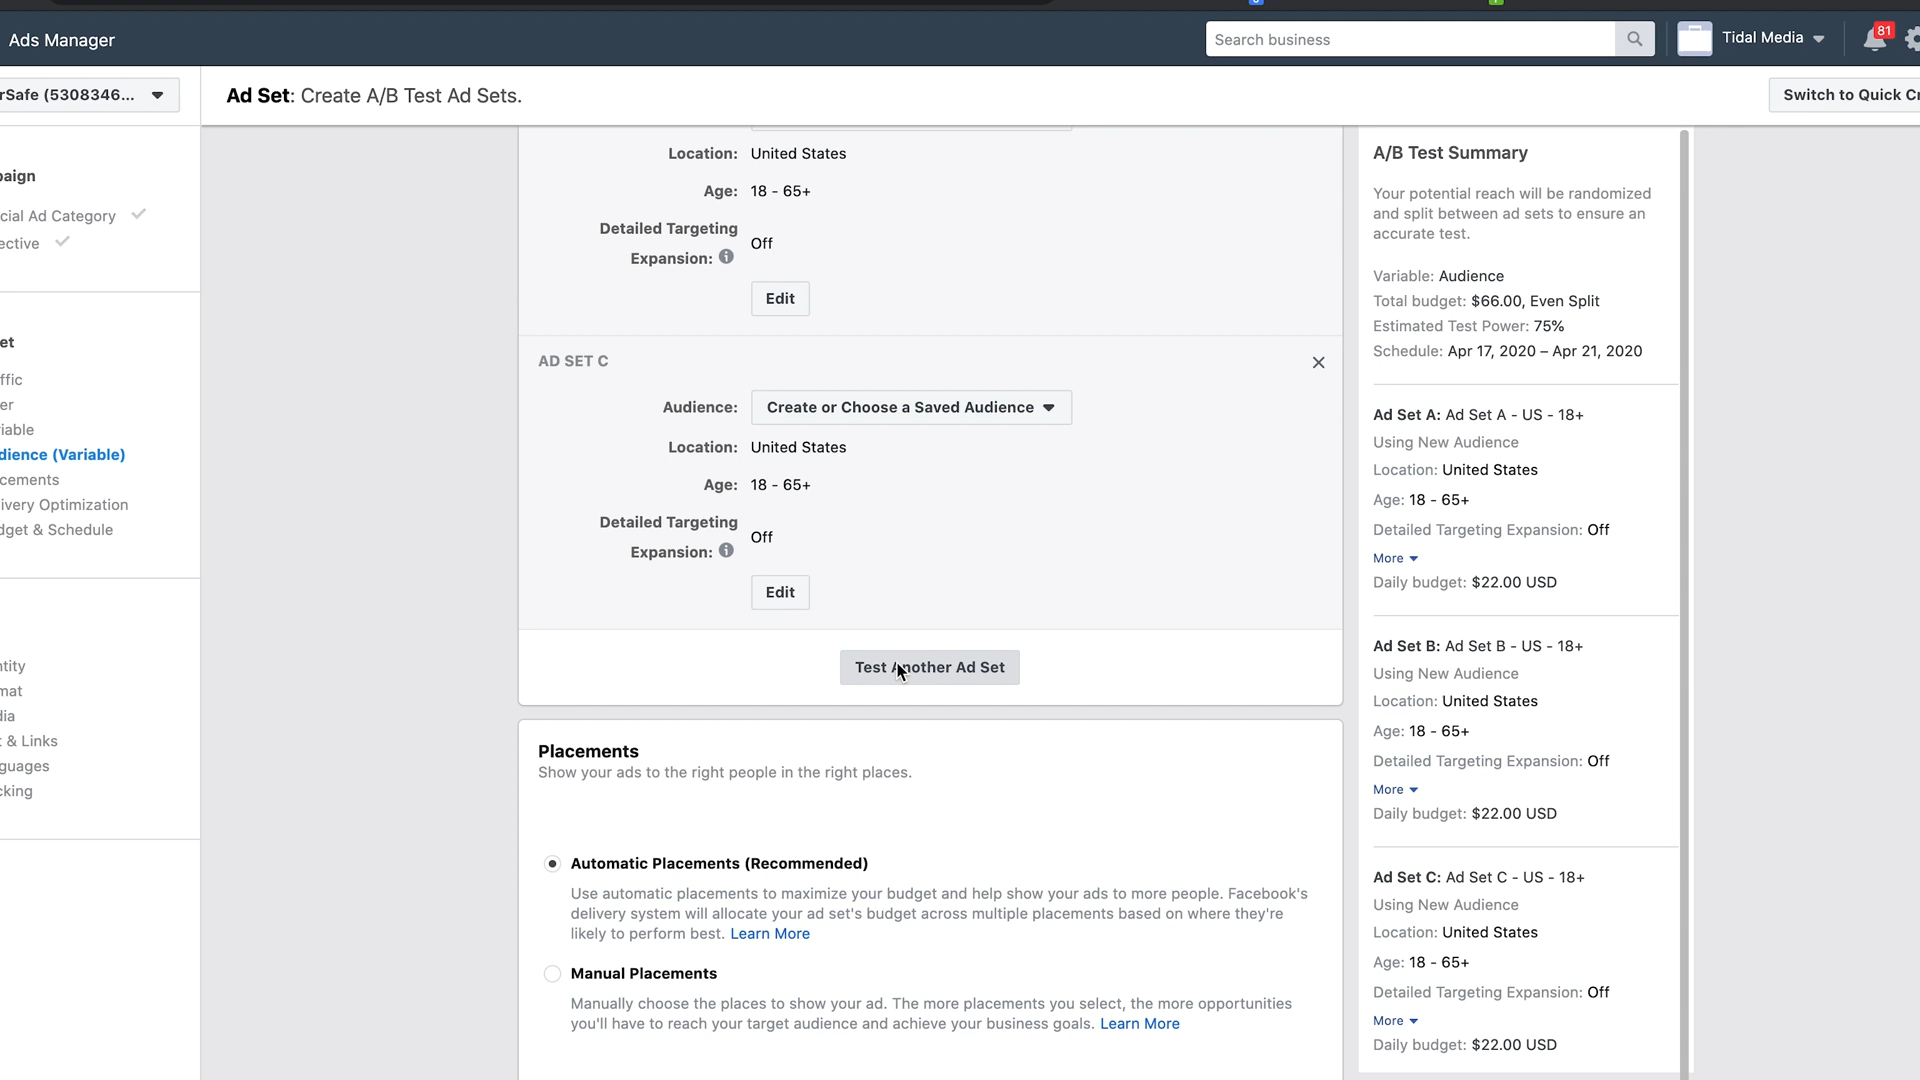 Ads Manager
Search business
Tidal Media
81
rSafe (5308346...
Ad Set: Create A/B Test Ad Sets.
Switch to Quick Cr
paign
cial Ad Category
ective
et
ffic
er
iable
dience (Variable)
cements
ivery Optimization
dget & Schedule
ntity
mat
dia
t & Links
guages
cking
Location: United States
Age: 18 - 65+
Detailed Targeting
Expansion: Off
Edit
AD SET C
Audience: Create or Choose a Saved Audience
Location: United States
Age: 18 - 65+
Detailed Targeting
Expansion: Off
Edit
Test Another Ad Set
Placements
Show your ads to the right people in the right places.
Automatic Placements (Recommended)
Use automatic placements to maximize your budget and help show your ads to more people. Facebook's
delivery system will allocate your ad set's budget across multiple placements based on where they're
likely to perform best. Learn More
Manual Placements
Manually choose the places to show your ad. The more placements you select, the more opportunities
you'll have to reach your target audience and achieve your business goals. Learn More
A/B Test Summary
Your potential reach will be randomized
and split between ad sets to ensure an
accurate test.
Variable: Audience
Total budget: $66.00, Even Split
Estimated Test Power: 75%
Schedule: Apr 17, 2020 – Apr 21, 2020
Ad Set A: Ad Set A - US - 18+
Using New Audience
Location: United States
Age: 18 - 65+
Detailed Targeting Expansion: Off
More
Daily budget: $22.00 USD
Ad Set B: Ad Set B - US - 18+
Using New Audience
Location: United States
Age: 18 - 65+
Detailed Targeting Expansion: Off
More
Daily budget: $22.00 USD
Ad Set C: Ad Set C - US - 18+
Using New Audience
Location: United States
Age: 18 - 65+
Detailed Targeting Expansion: Off
More
Daily budget: $22.00 USD